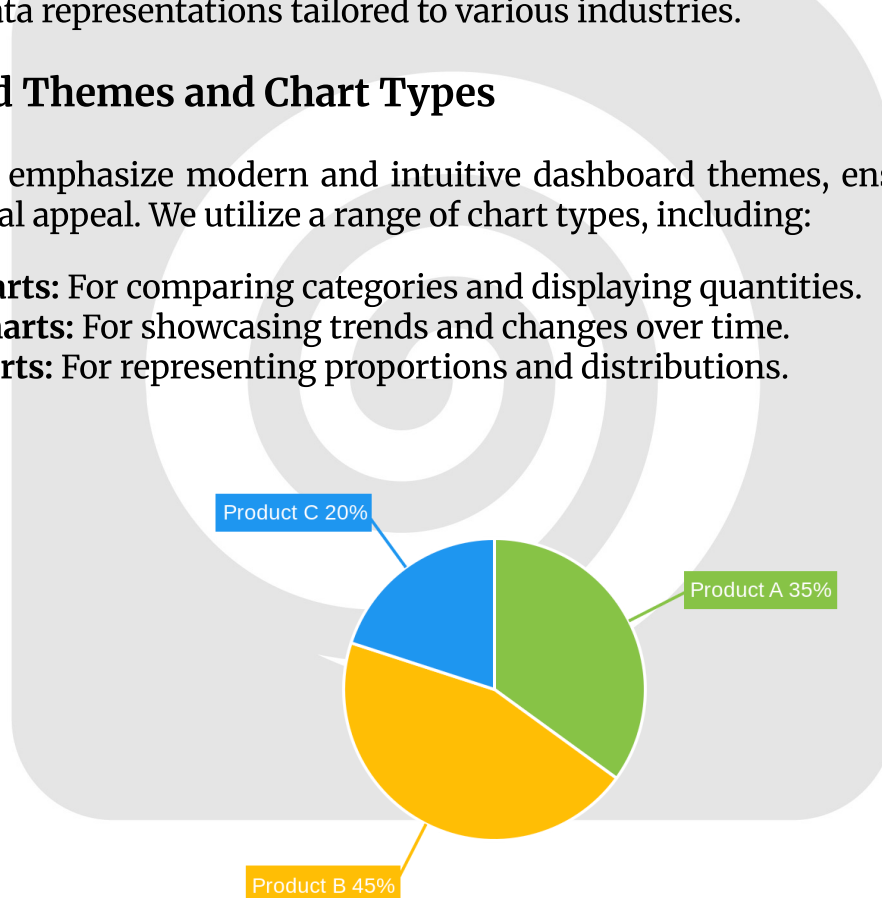 ta representations tailored to various industries.
d Themes and Chart Types
emphasize modern and intuitive dashboard themes, ens
al appeal. We utilize a range of chart types, including:
arts: For comparing categories and displaying quantities.
harts: For showcasing trends and changes over time.
rts: For representing proportions and distributions.
Product C 20%
Product A 35%
Product B 45%